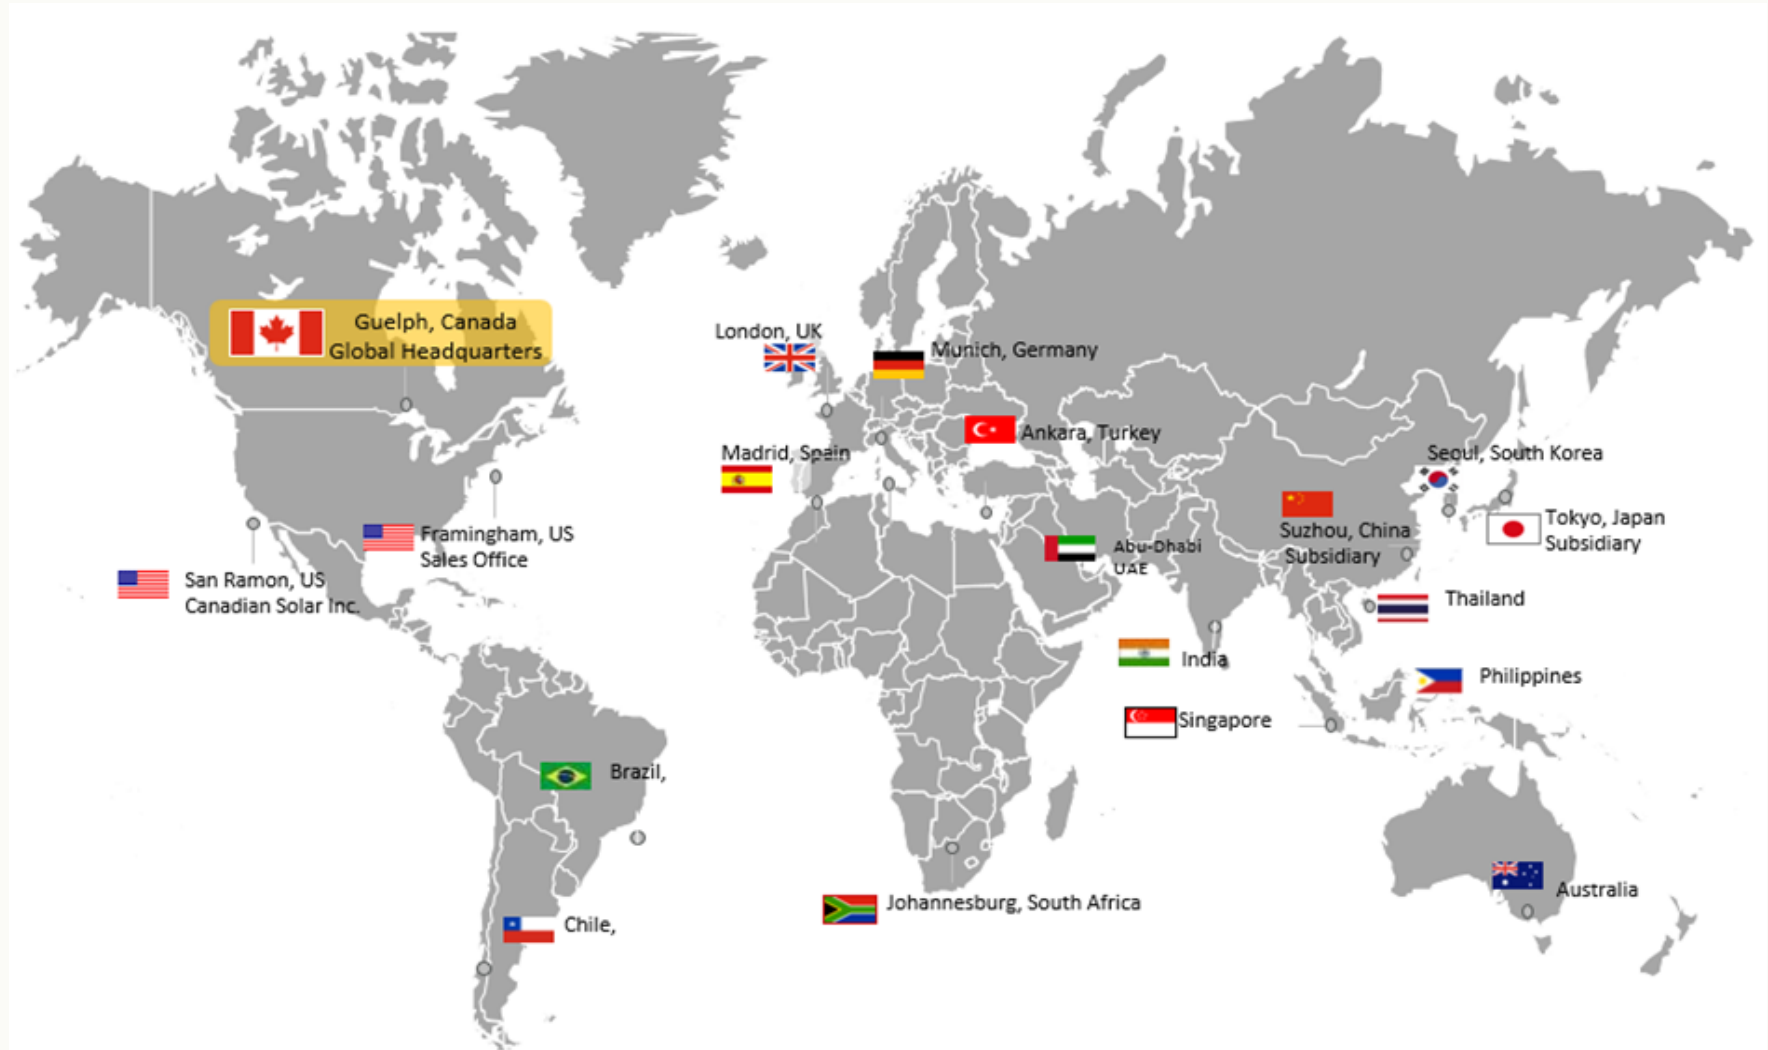 Guelph, Canada
Global Headquarters
London, UK
Munich, Germany
Ankara, Turkey
Madrid, Spain
Seoul, South Korea
Suzhou, China
Subsidiary
Tokyo, Japan
Subsidiary
Framingham, US
Sales Office
Abu-Dhabi
UAE
San Ramon, US
Canadian Solar Inc.
Thailand
India
Philippines
Singapore
Brazil,
Australia
Johannesburg, South Africa
Chile,